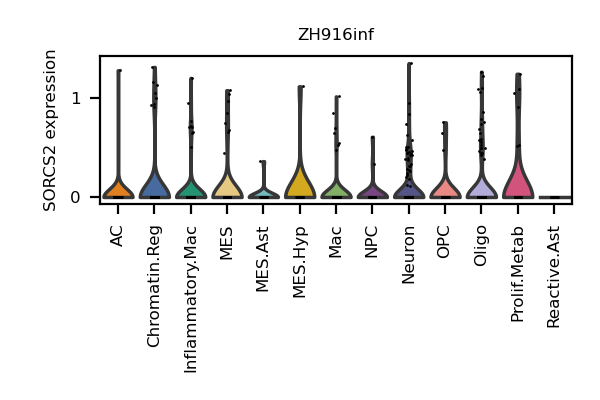 ZH916inf
SORCS2 expression
1
0
AC
Chromatin.Reg
Inflammatory.Mac
MES
MES.Ast
MES.Hyp
Mac
NPC
Neuron
OPC
Oligo
Prolif.Metab
Reactive.Ast